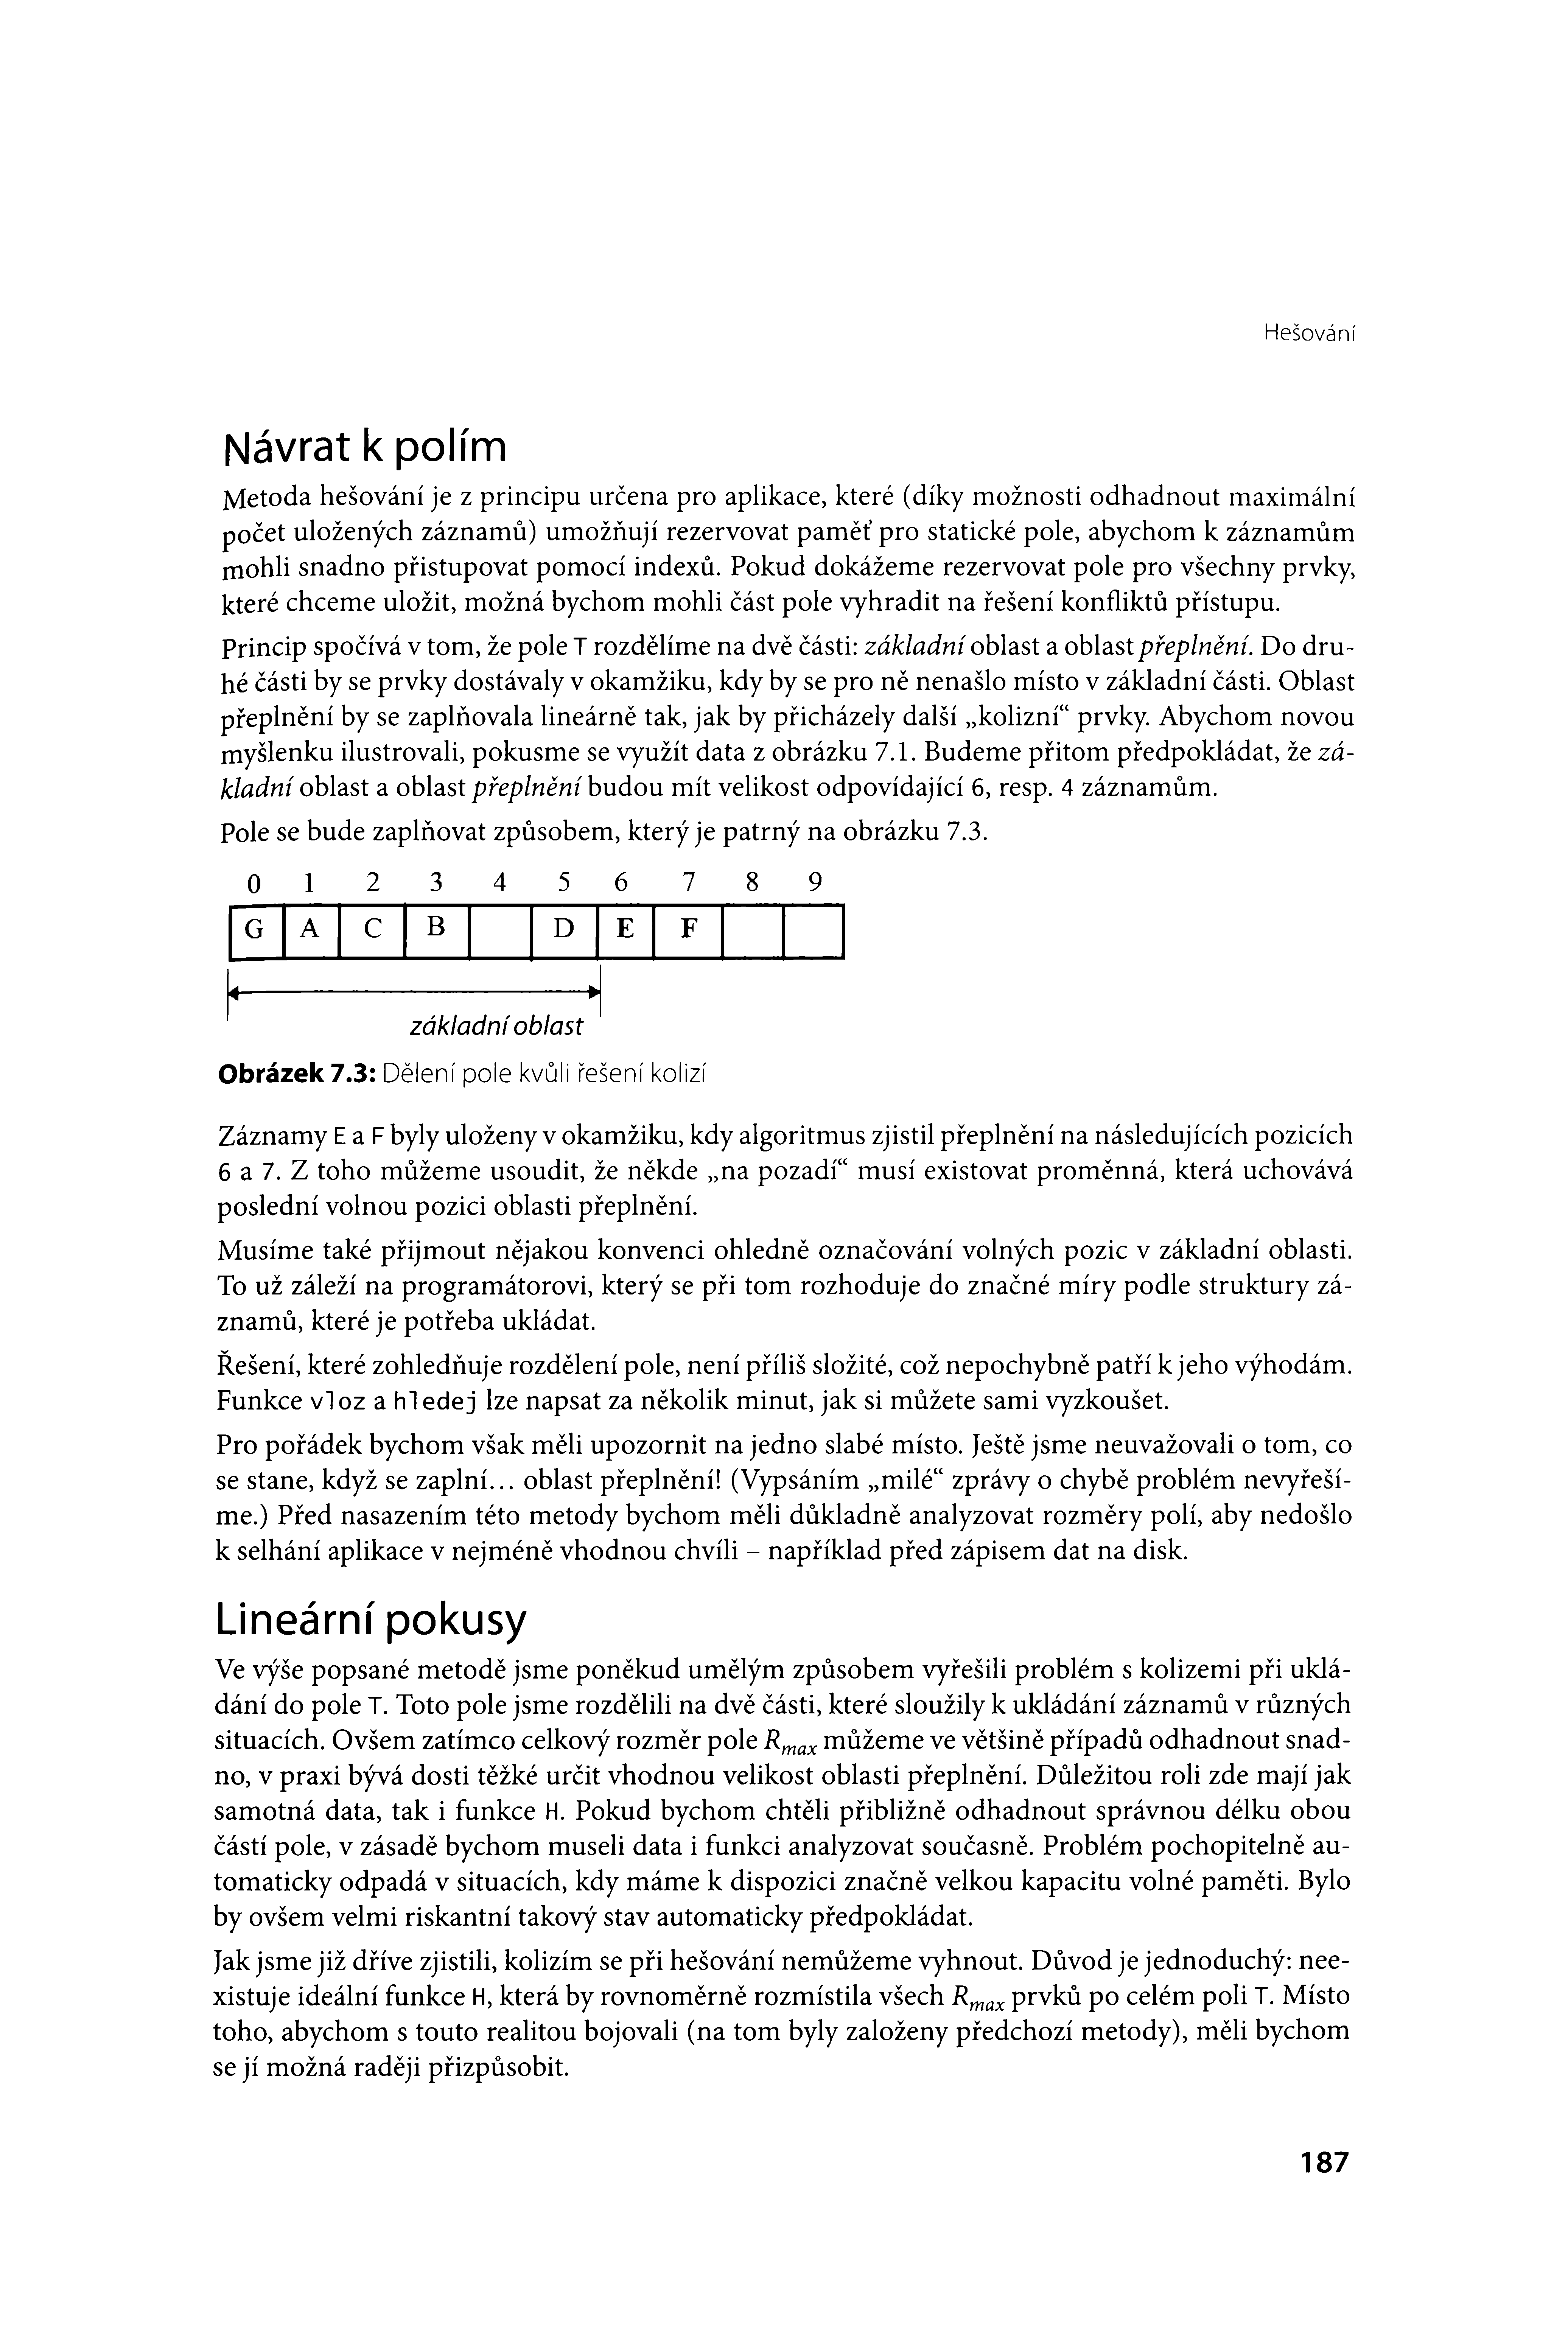 Hešování
Návrat k polím
Metoda hešování je z principu určena pro aplikace, které (díky možnosti odhadnout maximální
počet uložených záznamů) umožňují rezervovat paměť pro statické pole, abychom k záznamům
mohli snadno přistupovat pomocí indexů. Pokud dokážeme rezervovat pole pro všechny prvky,
které chceme uložit, možná bychom mohli část pole vyhradit na řešení konfliktů přístupu.
Princip spočívá v tom, že pole T rozdělíme na dvě části: základní oblast a oblast přeplnění. Do dru-
hé části by se prvky dostávaly v okamžiku, kdy by se pro ně nenašlo místo v základní části. Oblast
přeplnění by se zaplňovala lineárně tak, jak by přicházely další „kolizní“ prvky. Abychom novou
myšlenku ilustrovali, pokusme se využít data z obrázku 7.1. Budeme přitom předpokládat, že zá-
kladní oblast a oblast přeplnění budou mít velikost odpovídající 6, resp. 4 záznamům.
Pole se bude zaplňovat způsobem, který je patrný na obrázku 7.3.
0 1 2 3 4 5 6 7 8 9
G A C B D E F
základní oblast
Obrázek 7.3: Dělení pole kvůli řešení kolizí
Záznamy E a F byly uloženy v okamžiku, kdy algoritmus zjistil přeplnění na následujících pozicích
6 a 7. Z toho můžeme usoudit, že někde „na pozadí“ musí existovat proměnná, která uchovává
poslední volnou pozici oblasti přeplnění.
Musíme také přijmout nějakou konvenci ohledně označování volných pozic v základní oblasti.
To už záleží na programátorovi, který se při tom rozhoduje do značné míry podle struktury zá-
znamů, které je potřeba ukládat.
Řešení, které zohledňuje rozdělení pole, není příliš složité, což nepochybně patří k jeho výhodám.
Funkce vloz a hledej lze napsat za několik minut, jak si můžete sami vyzkoušet.
Pro pořádek bychom však měli upozornit na jedno slabé místo. Ještě jsme neuvažovali o tom, co
se stane, když se zaplní... oblast přeplnění! (Vypsáním „milé“ zprávy o chybě problém nevyřeší-
me.) Před nasazením této metody bychom měli důkladně analyzovat rozměry polí, aby nedošlo
k selhání aplikace v nejméně vhodnou chvíli – například před zápisem dat na disk.
Lineární pokusy
Ve výše popsané metodě jsme poněkud umělým způsobem vyřešili problém s kolizemi při uklá-
dání do pole T. Toto pole jsme rozdělili na dvě části, které sloužily k ukládání záznamů v různých
situacích. Ovšem zatímco celkový rozměr pole Rmax můžeme ve většině případů odhadnout snad-
no, v praxi bývá dosti těžké určit vhodnou velikost oblasti přeplnění. Důležitou roli zde mají jak
samotná data, tak i funkce H. Pokud bychom chtěli přibližně odhadnout správnou délku obou
částí pole, v zásadě bychom museli data i funkci analyzovat současně. Problém pochopitelně au-
tomaticky odpadá v situacích, kdy máme k dispozici značně velkou kapacitu volné paměti. Bylo
by ovšem velmi riskantní takový stav automaticky předpokládat.
Jak jsme již dříve zjistili, kolizím se při hešování nemůžeme vyhnout. Důvod je jednoduchý: nee-
xistuje ideální funkce H, která by rovnoměrně rozmístila všech Rmax prvků po celém poli T. Místo
toho, abychom s touto realitou bojovali (na tom byly založeny předchozí metody), měli bychom
se jí možná raději přizpůsobit.
187